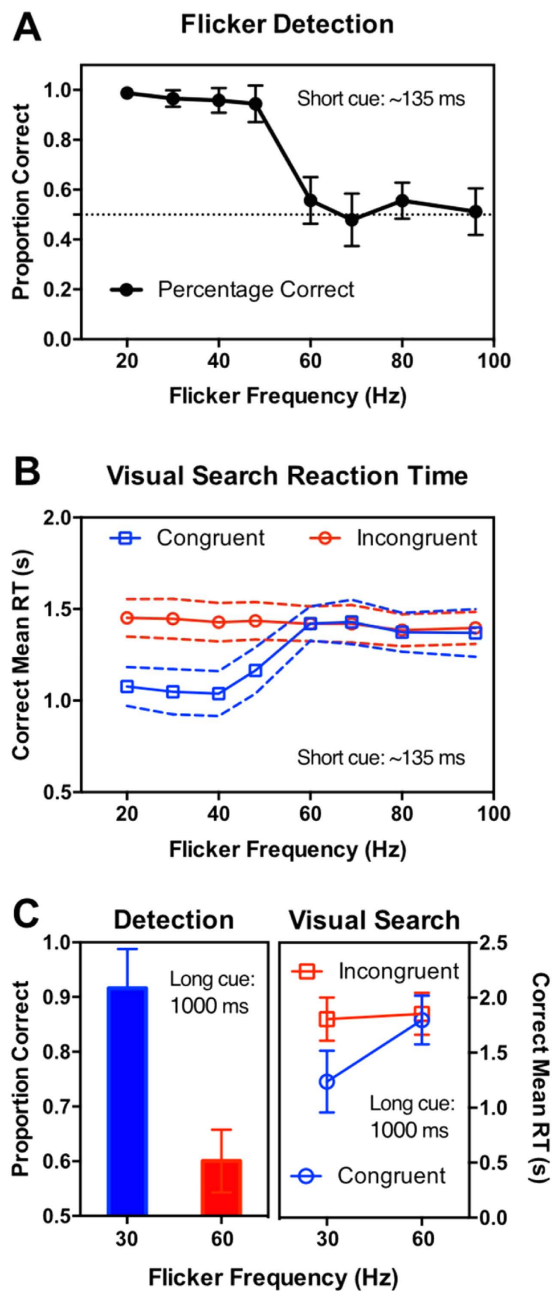 A
Flicker Detection
Proportion Correct
1.0
0.8
0.6
0.4
0.2
0.0
Short cue: ~135 ms
Percentage Correct
20 40 60 80 100
Flicker Frequency (Hz)
B
Visual Search Reaction Time
Correct Mean RT (s)
2.0
1.5
1.0
0.5
Congruent Incongruent
Short cue: ~135 ms
20 40 60 80 100
Flicker Frequency (Hz)
C
Detection
Proportion Correct
1.0
0.9
0.8
0.7
0.6
0.5
Long cue:
1000 ms
30 60
Visual Search
Incongruent
Long cue:
1000 ms
Congruent
2.5
2.0
1.5
1.0
0.5
0.0
Correct Mean RT (s)
30 60
Flicker Frequency (Hz)